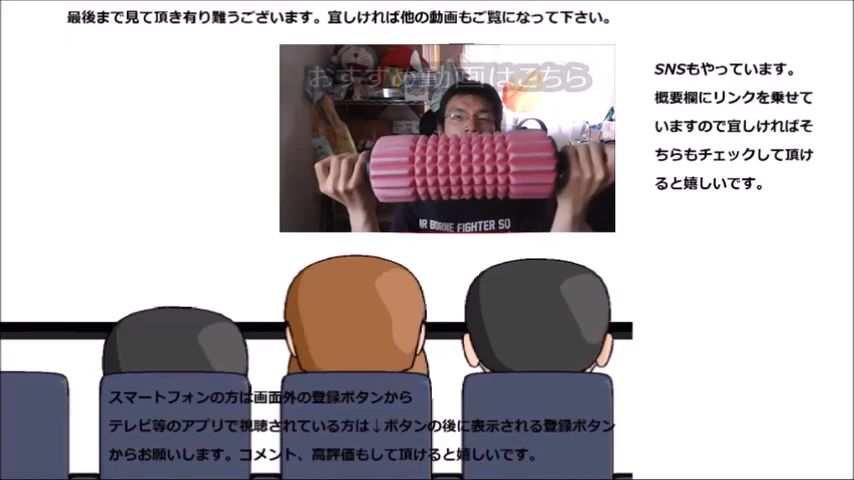 最後まで見て頂き有り難うございます。宜しければ他の動画もご覧になって下さい。
おすすめ動画はこちら
SNSもやっています。
概要欄にリンクを乗せて
いますので宜しければそ
ちらもチェックして頂け
ると嬉しいです。
BORNE FIGHTER SQ
スマートフォンの方は画面外の登録ボタンから
テレビ等のアプリで視聴されている方は↓ボタンの後に表示される登録ボタン
からお願いします。コメント、高評価もして頂けると嬉しいです。